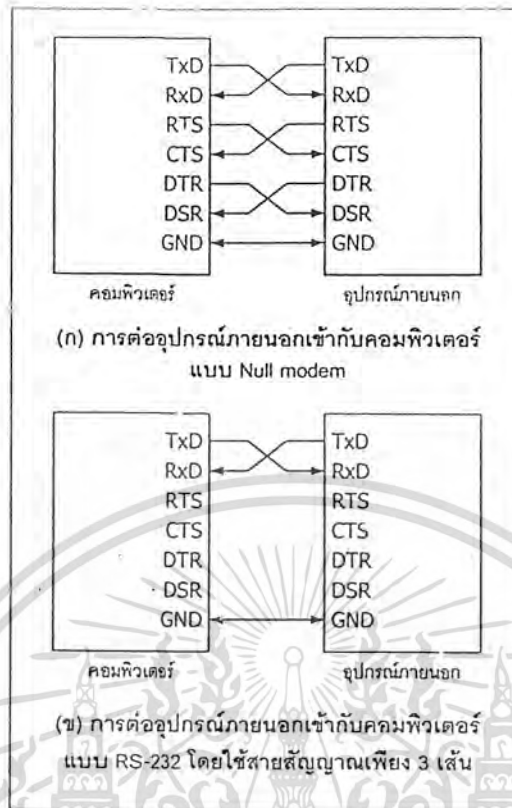 TxD TxD
RxD RxD
RTS RTS
CTS CTS
DTR DTR
DSR DSR
GND GND
คอมพิวเตอร์ อุปกรณ์ภายนอก
(ก) การต่ออุปกรณ์ภายนอกเข้ากับคอมพิวเตอร์
แบบ Null modem
TxD TxD
RxD RxD
RTS RTS
CTS CTS
DTR DTR
DSR DSR
GND GND
คอมพิวเตอร์ อุปกรณ์ภายนอก
(ข) การต่ออุปกรณ์ภายนอกเข้ากับคอมพิวเตอร์
แบบ RS-232 โดยใช้สายสัญญาณเพียง 3 เส้น